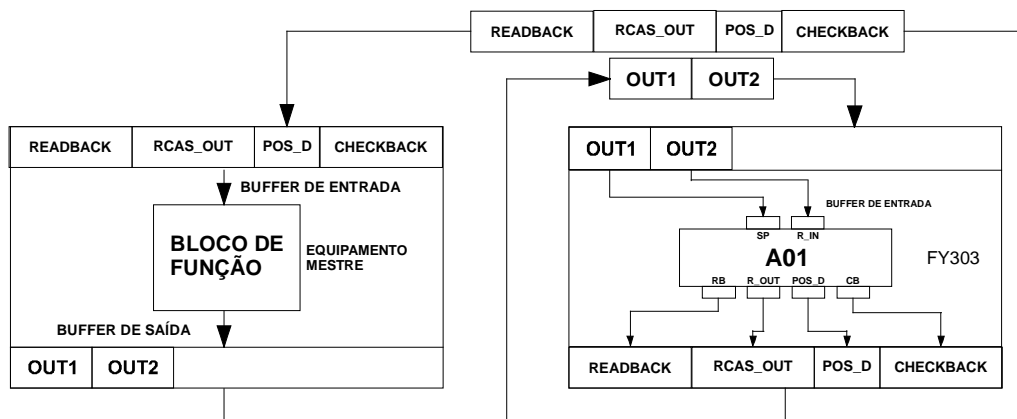 READBACK RCAS_OUT POS_D CHECKBACK
OUT1 OUT2
READBACK RCAS_OUT POS_D CHECKBACK
BUFFER DE ENTRADA
BLOCO DE
FUNÇÃO
EQUIPAMENTO
MESTRE
BUFFER DE SAÍDA
OUT1 OUT2
OUT1 OUT2
BUFFER DE ENTRADA
SP R_IN
A01
FY303
RB R_OUT POS_D CB
READBACK RCAS_OUT POS_D CHECKBACK